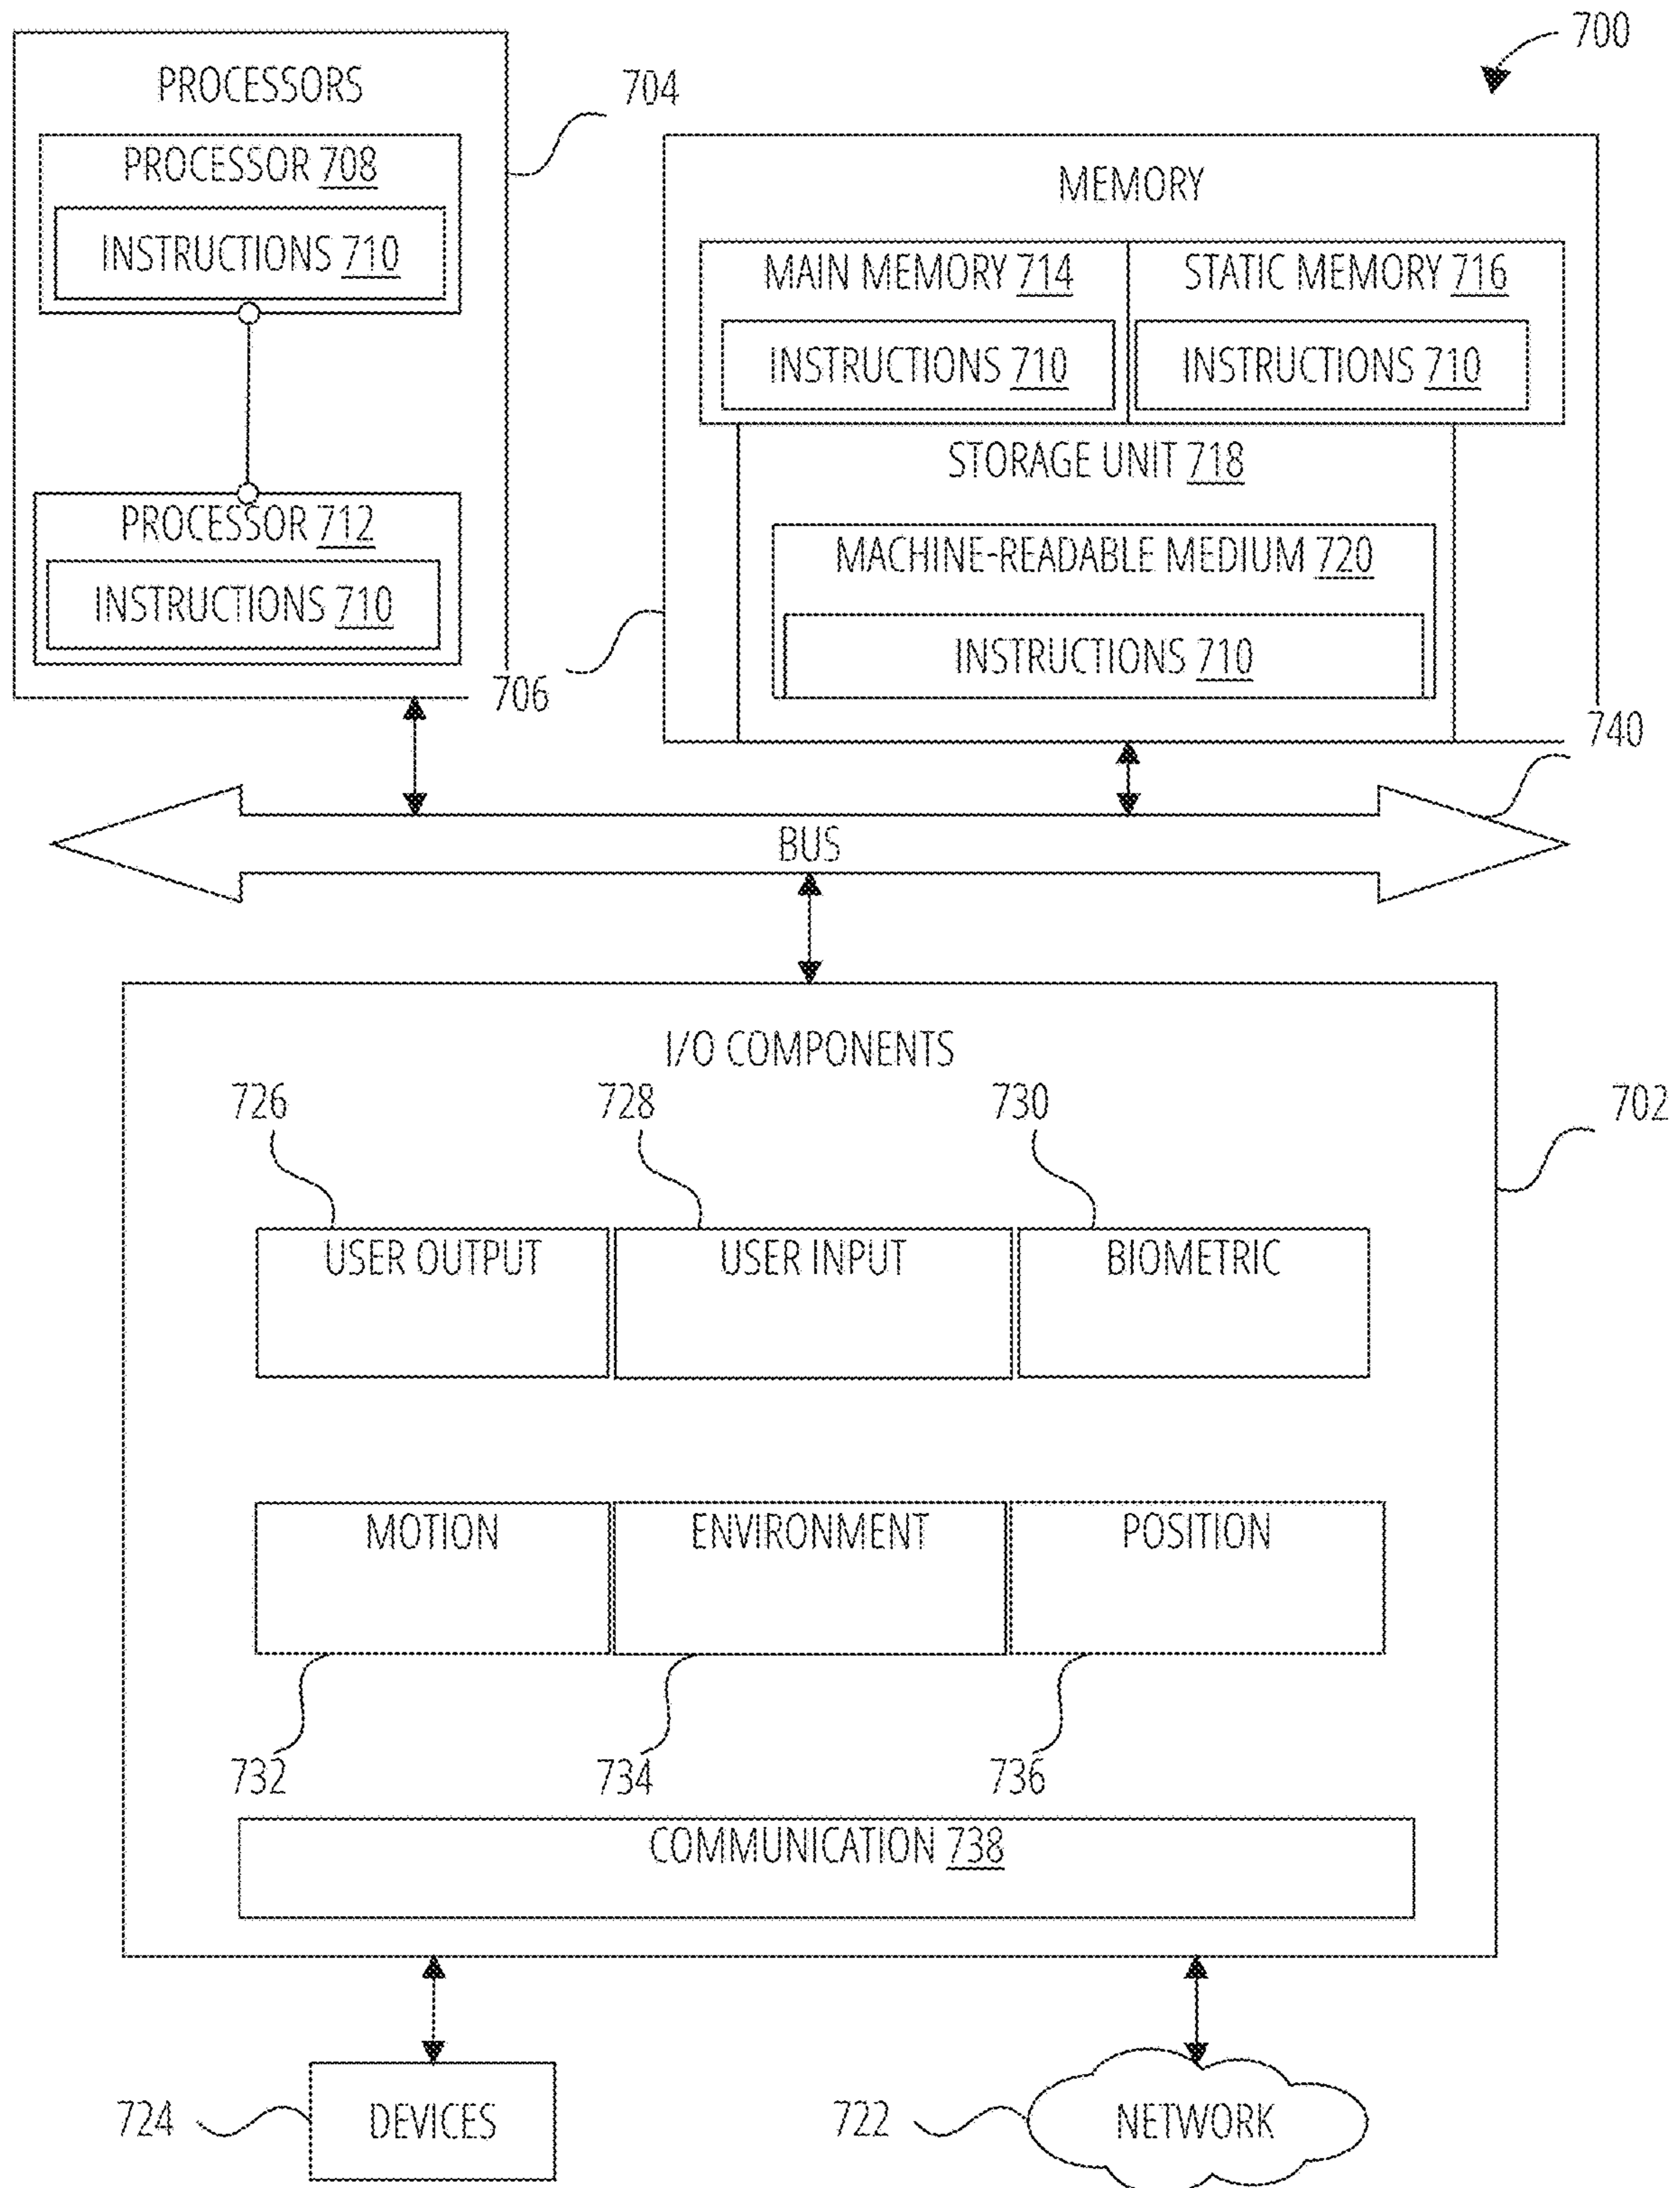 700
PROCESSORS
704
PROCESSOR 708
INSTRUCTIONS 710
MEMORY
MAIN MEMORY 714
STATIC MEMORY 716
INSTRUCTIONS 710
INSTRUCTIONS 710
STORAGE UNIT 718
PROCESSOR 712
MACHINE-READABLE MEDIUM 720
INSTRUCTIONS 710
INSTRUCTIONS 710
706
740
BUS
I/O COMPONENTS
726
728
730
702
USER OUTPUT
USER INPUT
BIOMETRIC
MOTION
ENVIRONMENT
POSITION
732
734
736
COMMUNICATION 738
724
DEVICES
722
NETWORK